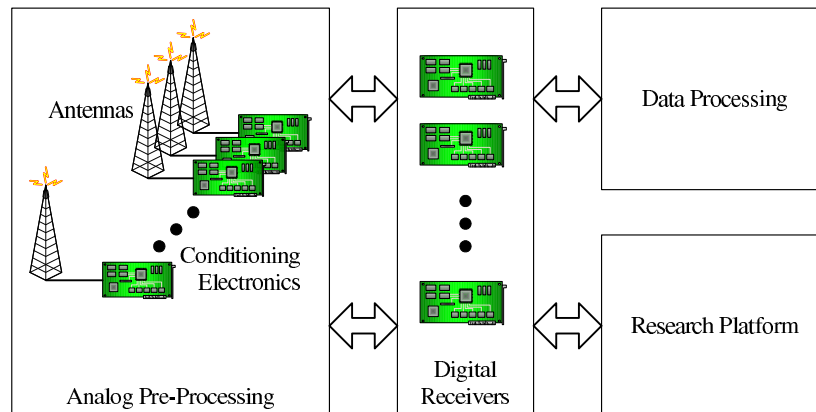 Antennas
Conditioning
Electronics
Analog Pre-Processing
Digital
Receivers
Data Processing
Research Platform